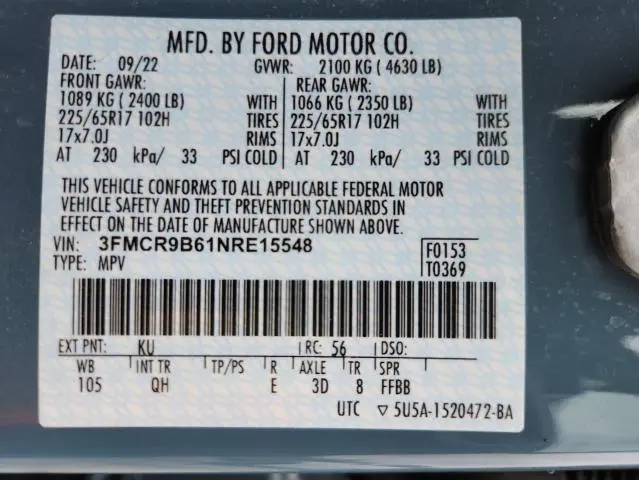 MFD. BY FORD MOTOR CO.
DATE: 09/22 GVWR: 2100 KG ( 4630 LB)
FRONT GAWR: REAR GAWR:
1089 KG ( 2400 LB) WITH 1066 KG ( 2350 LB) WITH
225/65R17 102H TIRES 225/65R17 102H TIRES
17x7.0J RIMS 17x7.0J RIMS
AT 230 kPa/ 33 PSI COLD AT 230 kPa/ 33 PSI COLD
THIS VEHICLE CONFORMS TO ALL APPLICABLE FEDERAL MOTOR
VEHICLE SAFETY AND THEFT PREVENTION STANDARDS IN
EFFECT ON THE DATE OF MANUFACTURE SHOWN ABOVE.
VIN: 3FMCR9B61NRE15548 F0153
TYPE: MPV T0369
EXT PNT: KU RC: 56 DSO:
WB INT TR TP/PS R AXLE TR SPR
105 QH E 3D 8 FFBB
UTC ▽ 5U5A-1520472-BA